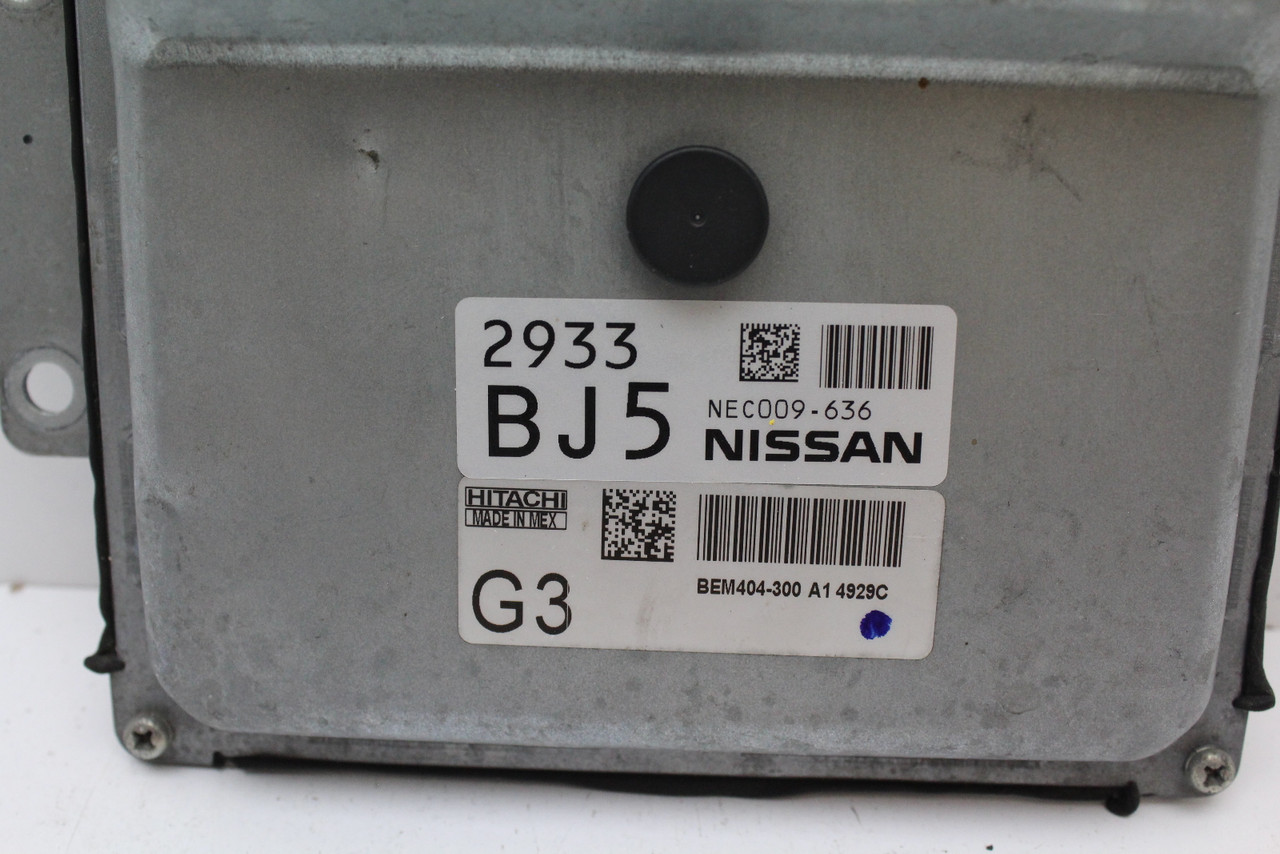 2933
BJ5
NEC009-636
NISSAN
HITACHI
MADE IN MEX
G3
BEM404-300 A1 4929C